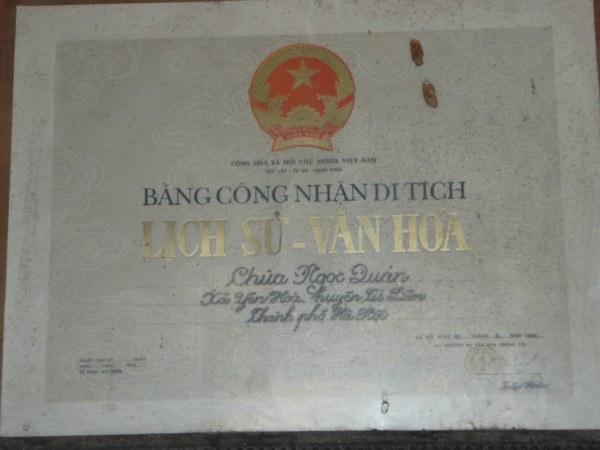 CỘNG HÒA XÃ HỘI CHỦ NGHĨA VIỆT NAM
ĐỘC LẬP - TỰ DO - HẠNH PHÚC
BẰNG CÔNG NHẬN DI TÍCH
LỊCH SỬ - VĂN HÓA
Chùa Ngọc Quán
Xã Yên Hoà, huyện Từ Liêm
Thành phố Hà Nội